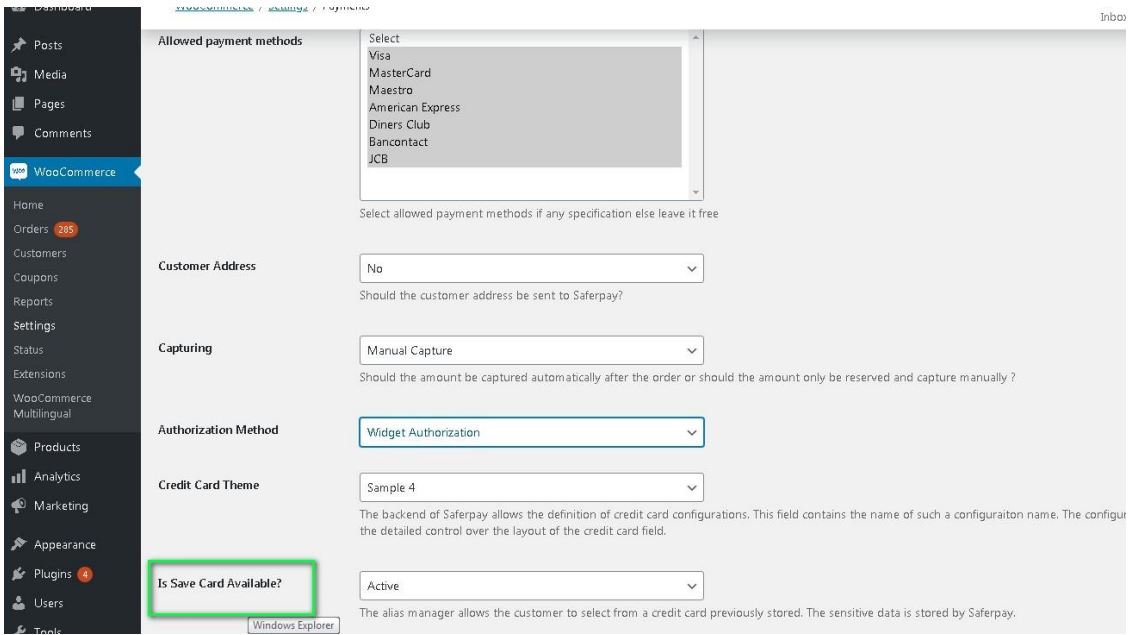 Dashboard
WooCommerce / Settings / Payments
Inbox
Posts
Media
Pages
Comments
WooCommerce
Home
Orders 285
Customers
Coupons
Reports
Settings
Status
Extensions
WooCommerce
Multilingual
Products
Analytics
Marketing
Appearance
Plugins 4
Users
Tools
Allowed payment methods
Select
Visa
MasterCard
Maestro
American Express
Diners Club
Bancontact
JCB
Select allowed payment methods if any specification else leave it free
Customer Address
No
Should the customer address be sent to Saferpay?
Capturing
Manual Capture
Should the amount be captured automatically after the order or should the amount only be reserved and capture manually ?
Authorization Method
Widget Authorization
Credit Card Theme
Sample 4
The backend of Saferpay allows the definition of credit card configurations. This field contains the name of such a configuraiton name. The configur
the detailed control over the layout of the credit card field.
Is Save Card Available?
Active
The alias manager allows the customer to select from a credit card previously stored. The sensitive data is stored by Saferpay.
Windows Explorer